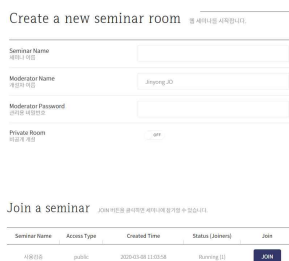 Create a new seminar room 웹 세미나를 시작합니다.
Seminar Name
세미나 이름
Moderator Name
개설자 이름
Jinyong JO
Moderator Password
관리용 비밀번호
Private Room
비공개 개설
OFF
Join a seminar JOIN 버튼을 클릭하면 세미나에 참가할 수 있습니다.
Seminar Name Access Type Created Time Status (Joiners) Join
사용검증 public 2020-03-08 11:03:58 Running (1) JOIN